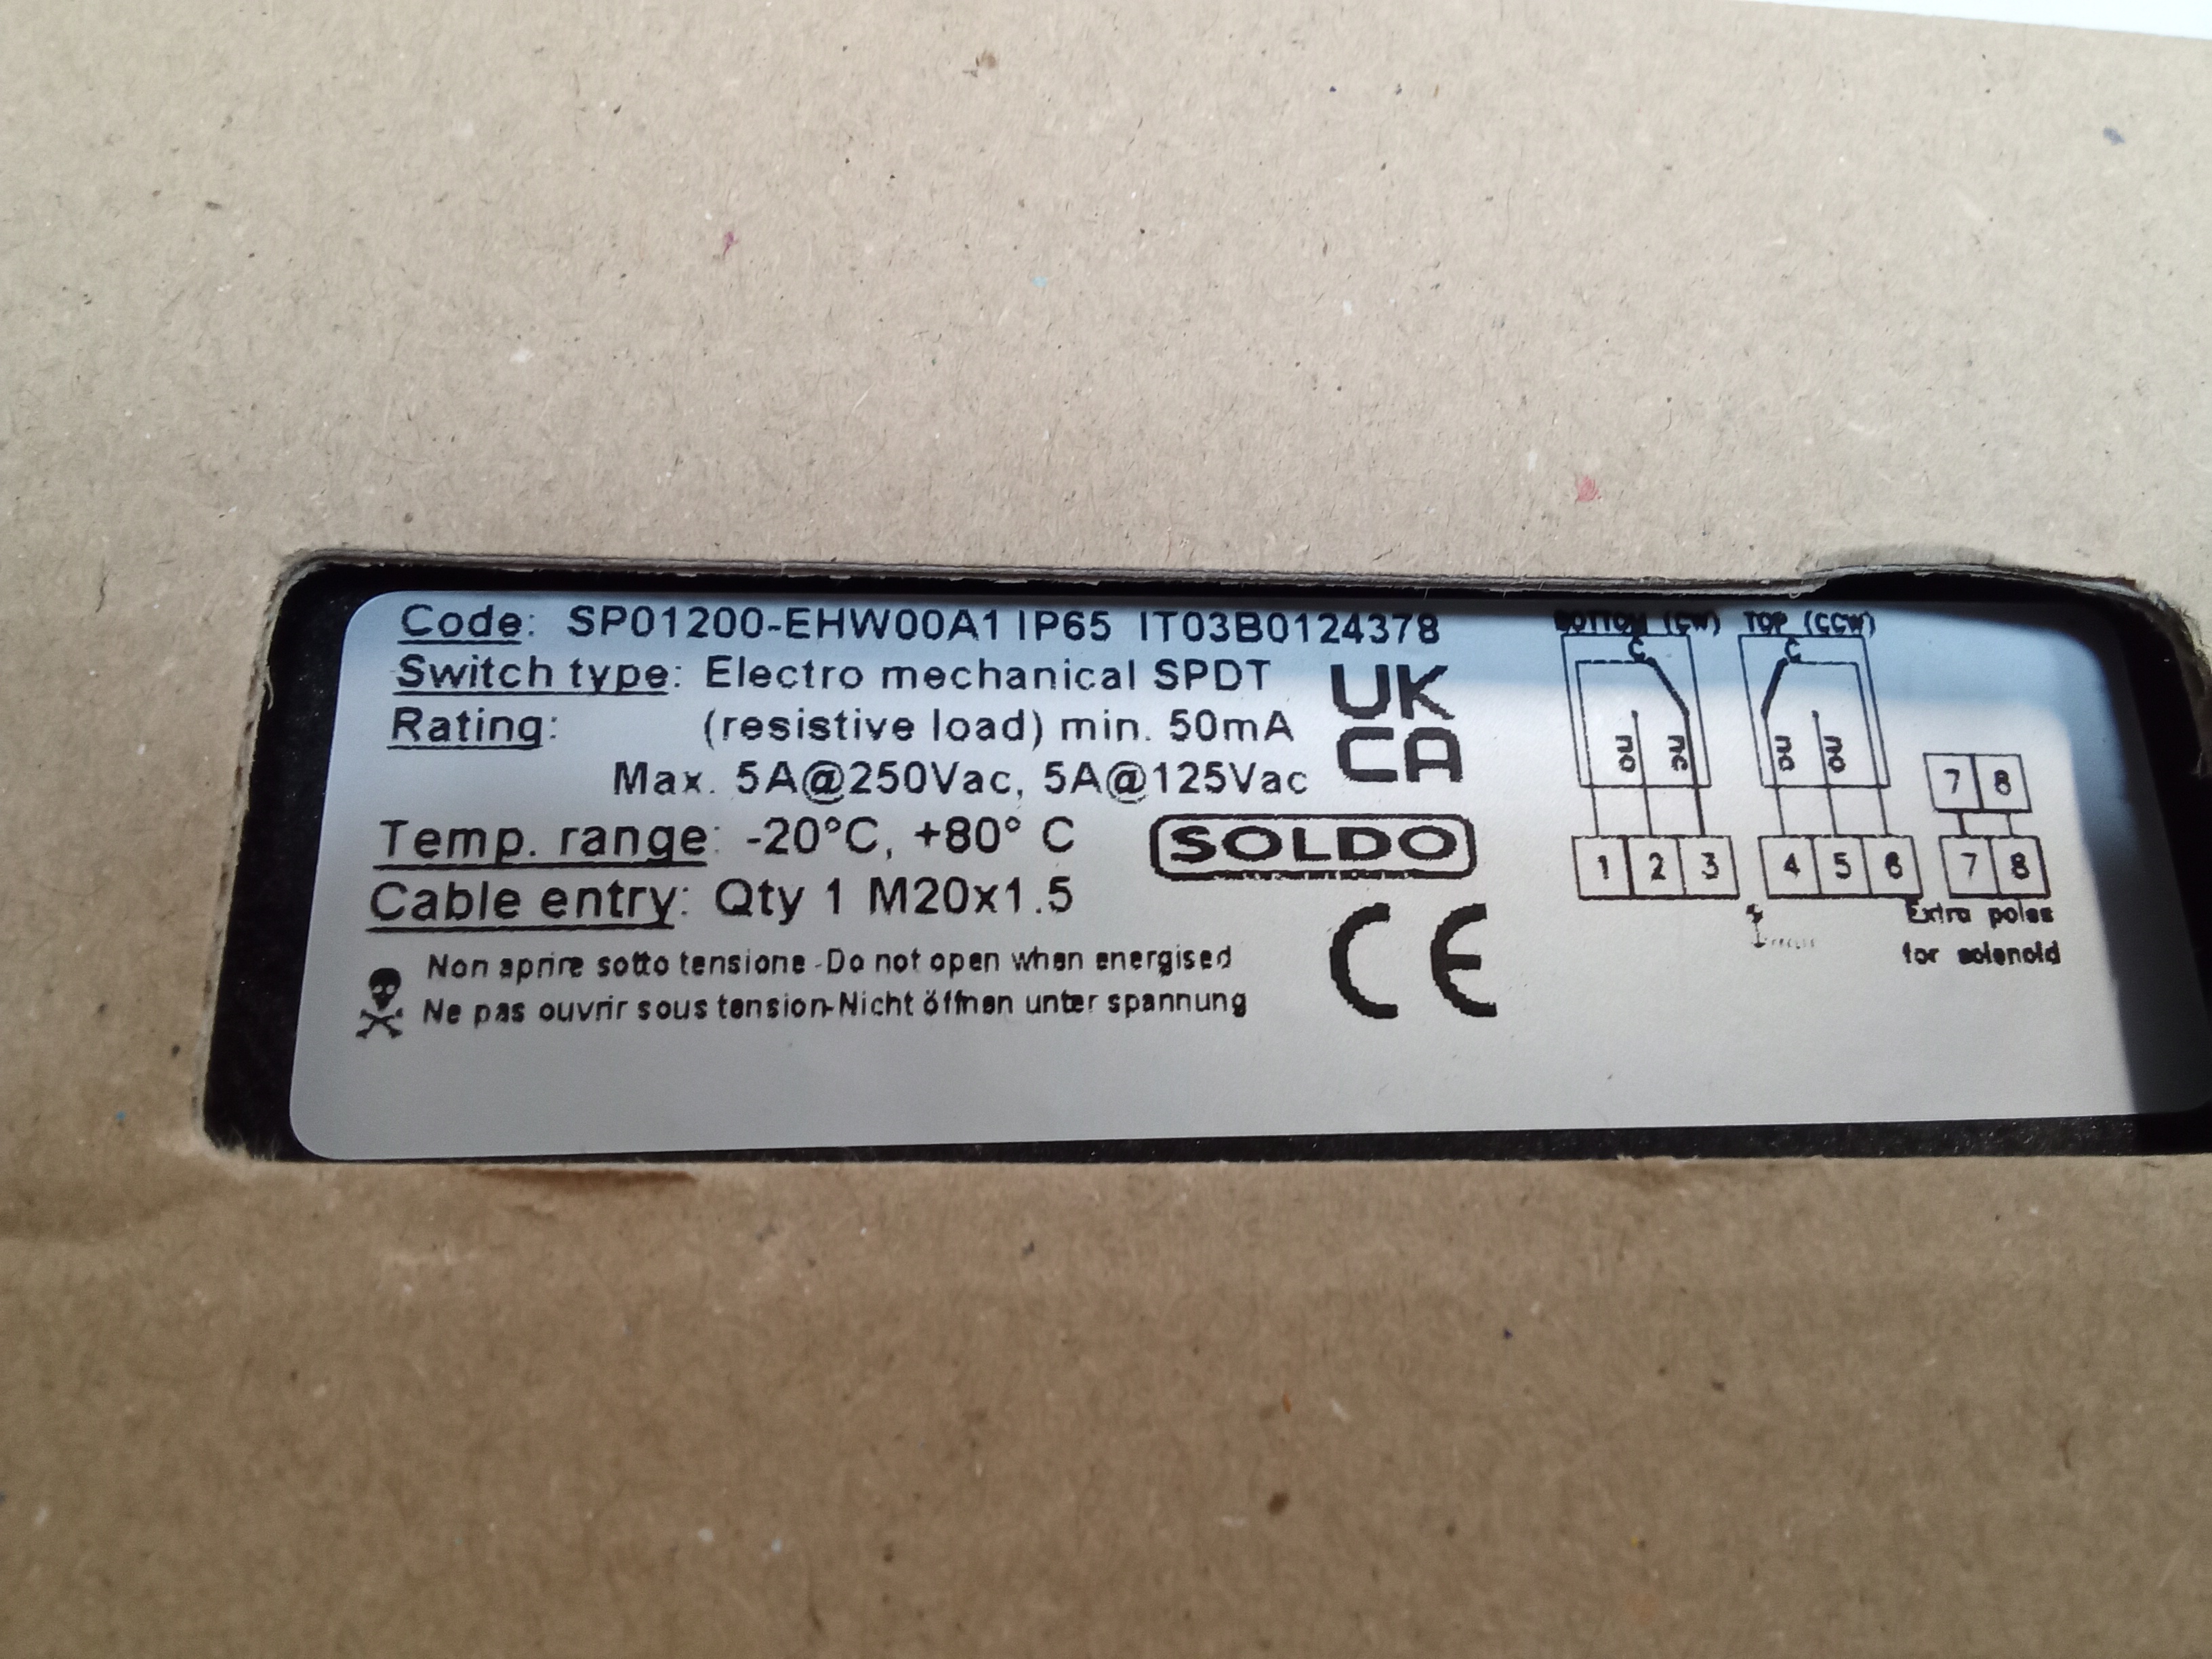 Code: SP01200-EHW00A1 IP65 IT03B0124378
Switch type: Electro mechanical SPDT
Rating: (resistive load) min. 50mA
Max. 5A@250Vac, 5A@125Vac
Temp. range: -20°C, +80° C
Cable entry: Qty 1 M20x1.5
Non aprire sotto tensione-Do not open when energised
Ne pas ouvrir sous tension-Nicht öffnen unter spannung
UK
CA
SOLDO
CE
BOTTOM (CW) TOP (CCW)
C C
no nc nc no
7 8
1 2 3 4 5 6 7 8
Extra poles
for solenoid